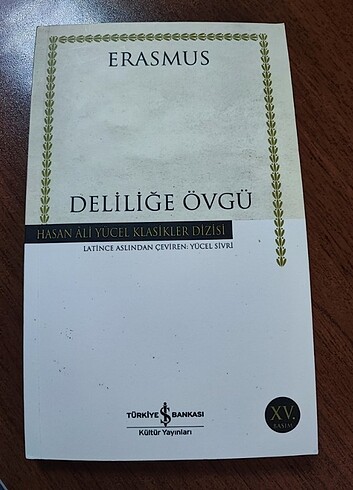 ERASMUS
DELİLİĞE ÖVGÜ
HASAN ÂLİ YÜCEL KLASİKLER DİZİSİ
LATİNCE ASLINDAN ÇEVİREN: YÜCEL SİVRİ
TÜRKİYE İŞ BANKASI
Kültür Yayınları
XV.
BASIM